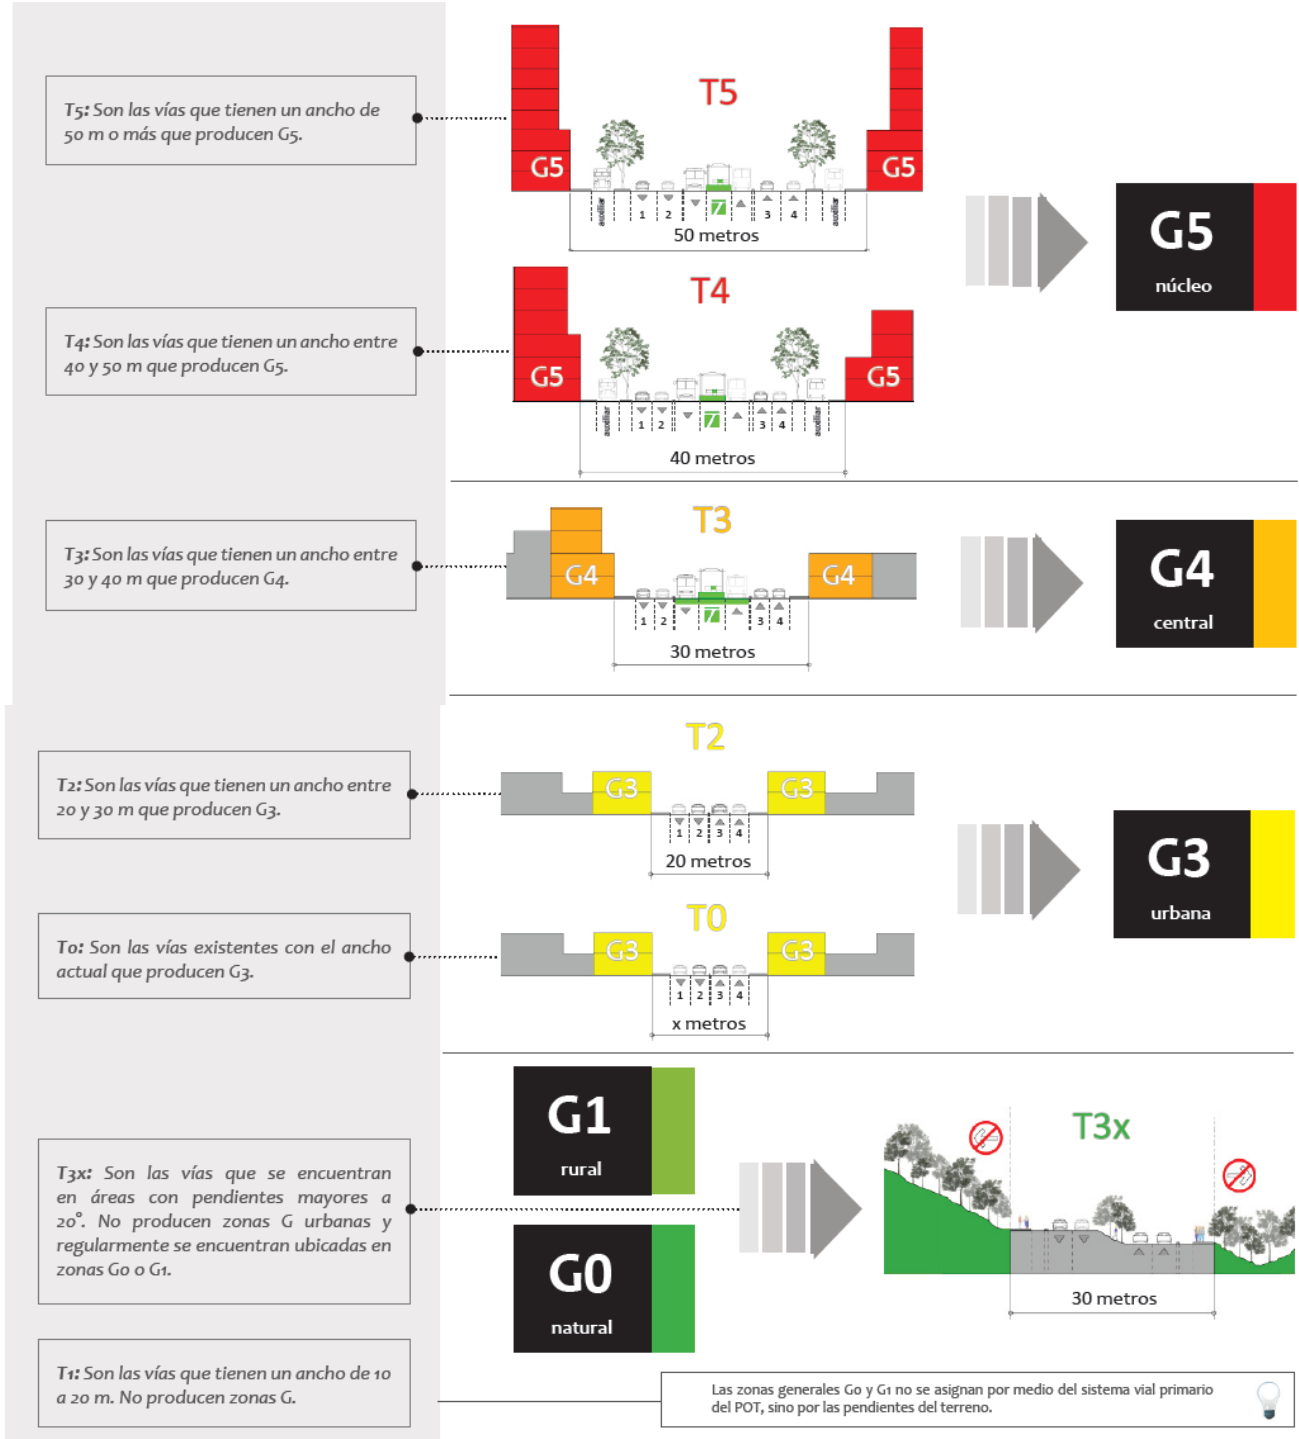 T5: Son las vías que tienen un ancho de
50 m o más que producen G5.
T5
G5
G5
auxiliar
1
2
7
3
4
auxiliar
50 metros
G5
núcleo
T4: Son las vías que tienen un ancho entre
40 y 50 m que producen G5.
T4
G5
G5
auxiliar
1
2
7
3
4
auxiliar
40 metros
T3: Son las vías que tienen un ancho entre
30 y 40 m que producen G4.
T3
G4
G4
1
2
7
3
4
30 metros
G4
central
T2: Son las vías que tienen un ancho entre
20 y 30 m que producen G3.
T2
G3
G3
1
2
3
4
20 metros
G3
urbana
T0: Son las vías existentes con el ancho
actual que producen G3.
T0
G3
G3
1
2
3
4
x metros
T3x: Son las vías que se encuentran
en áreas con pendientes mayores a
20°. No producen zonas G urbanas y
regularmente se encuentran ubicadas en
zonas G0 o G1.
G1
rural
G0
natural
T3x
30 metros
T1: Son las vías que tienen un ancho de 10
a 20 m. No producen zonas G.
Las zonas generales G0 y G1 no se asignan por medio del sistema vial primario
del POT, sino por las pendientes del terreno.